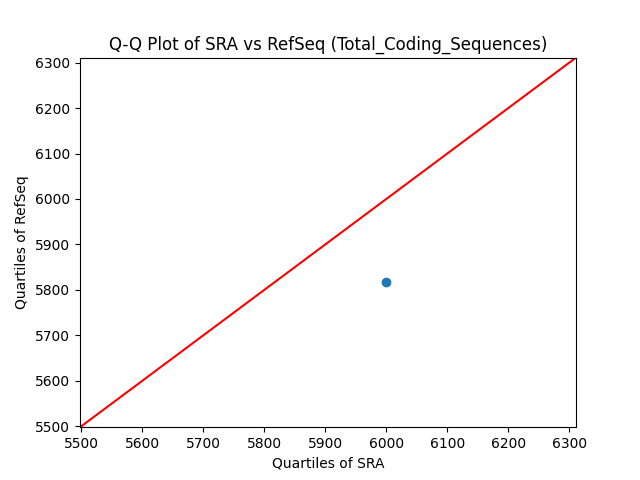 Q-Q Plot of SRA vs RefSeq (Total_Coding_Sequences)
6300
6200
6100
6000
5900
5800
5700
5600
5500
Quartiles of RefSeq
5500 5600 5700 5800 5900 6000 6100 6200 6300
Quartiles of SRA